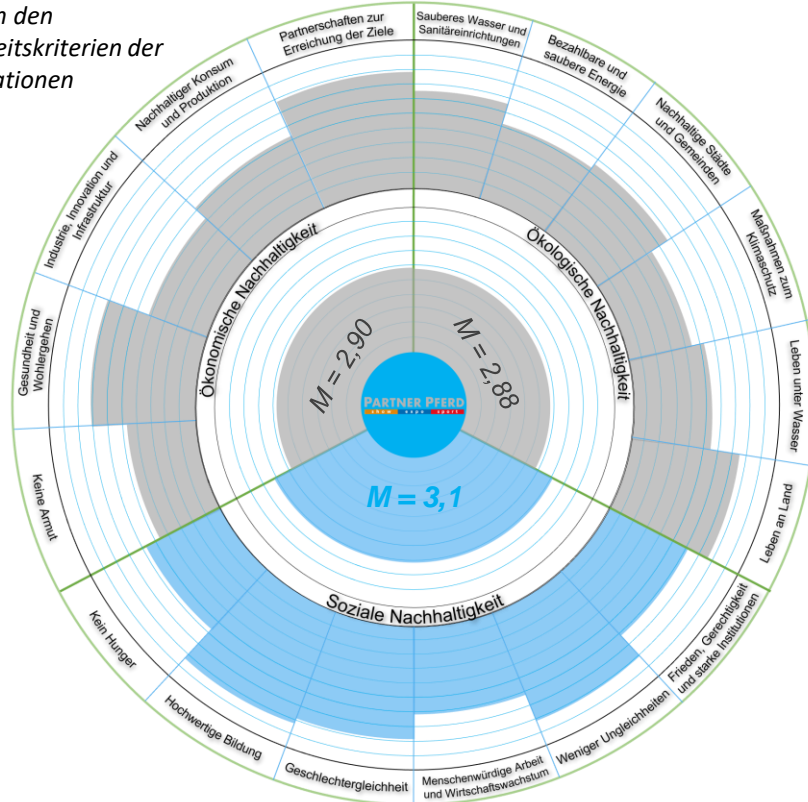 n den
eitskriterien der
ationen
Partnerschaften zur
Erreichung der Ziele
Sauberes Wasser und
Sanitäreinrichtungen
Bezahlbare und
saubere Energie
Nachhaltige Städte
und Gemeinden
Maßnahmen zum
Klimaschutz
Leben unter Wasser
Leben an Land
Frieden, Gerechtigkeit
und starke Institutionen
Weniger Ungleichheiten
Menschenwürdige Arbeit
und Wirtschaftswachstum
Geschlechtergleichheit
Hochwertige Bildung
Kein Hunger
Keine Armut
Gesundheit und
Wohlergehen
Industrie, Innovation und
Infrastruktur
Nachhaltiger Konsum
und Produktion
Ökonomische Nachhaltigkeit
Ökologische Nachhaltigkeit
Soziale Nachhaltigkeit
M = 2,90
M = 2,88
PARTNER PFERD
show expo sport
M = 3,1